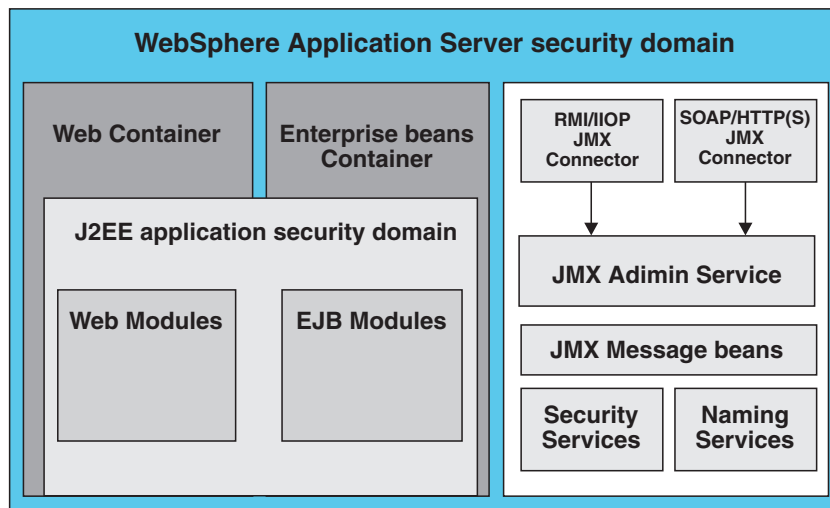 WebSphere Application Server security domain
Web Container
Enterprise beans
Container
J2EE application security domain
Web Modules
EJB Modules
RMI/IIOP
JMX
Connector
SOAP/HTTP(S)
JMX
Connector
JMX Adimin Service
JMX Message beans
Security
Services
Naming
Services